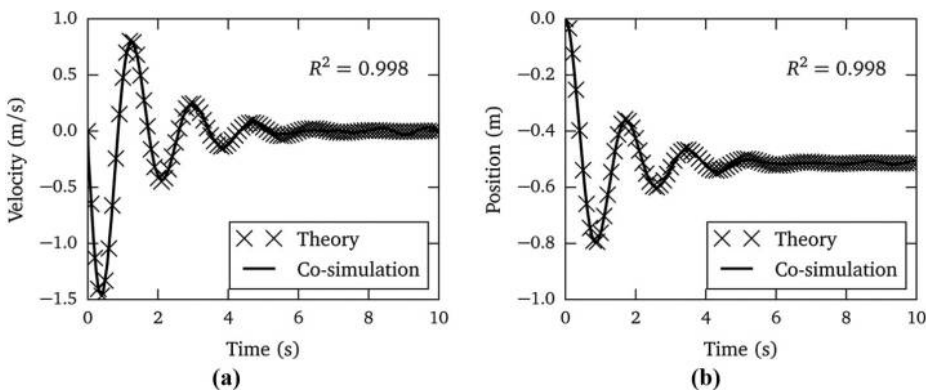 1.0
0.5
0.0
−0.5
−1.0
−1.5
Velocity (m/s)
R² = 0.998
Theory
Co-simulation
0 2 4 6 8 10
Time (s)
(a)
0.0
−0.2
−0.4
−0.6
−0.8
−1.0
Position (m)
R² = 0.998
Theory
Co-simulation
0 2 4 6 8 10
Time (s)
(b)